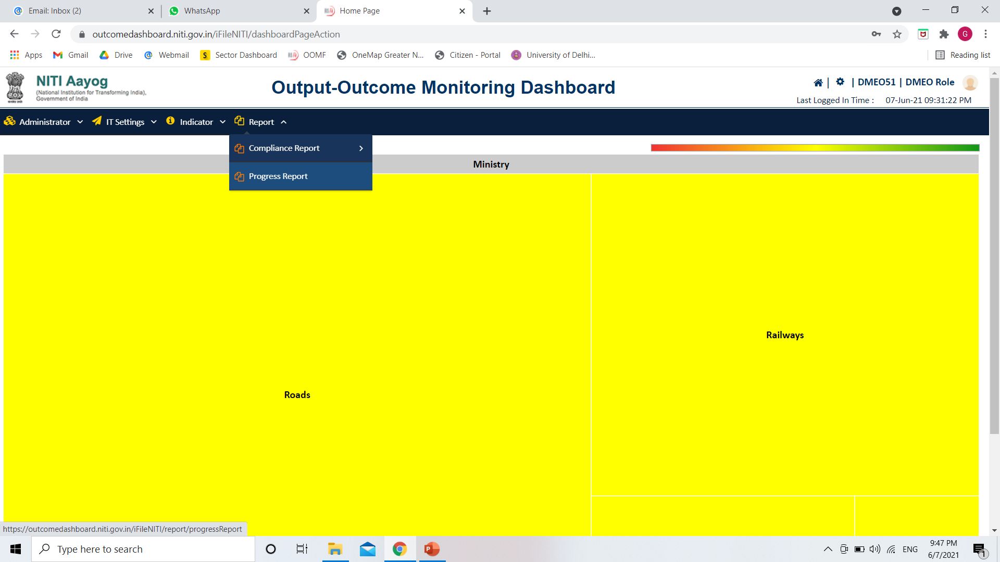 Email: Inbox (2)
WhatsApp
Home Page
outcomedashboard.niti.gov.in/iFileNITI/dashboardPageAction
G
Apps
Gmail
Drive
Webmail
S
Sector Dashboard
OOMF
OneMap Greater N...
Citizen - Portal
University of Delhi...
Reading list
NITI Aayog
(National Institution for Transforming India),
Government of India
Output-Outcome Monitoring Dashboard
| | DMEO51 | DMEO Role
Last Logged In Time : 07-Jun-21 09:31:22 PM
Administrator
IT Settings
Indicator
Report
Compliance Report
Progress Report
Ministry
Railways
Roads
https://outcomedashboard.niti.gov.in/iFileNITI/report/progressReport
Type here to search
P
ENG
9:47 PM
6/7/2021
1